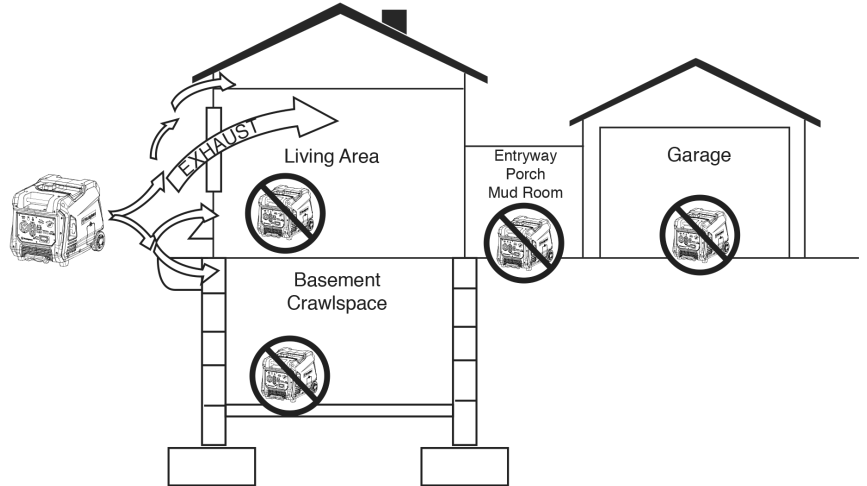 EXHAUST
Living Area
Entryway
Porch
Mud Room
Garage
Basement
Crawlspace